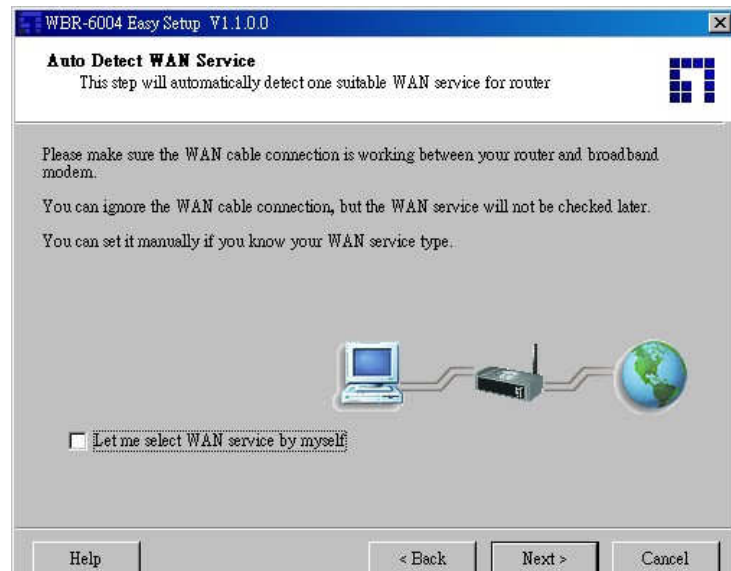 WBR-6004 Easy Setup V1.1.0.0
Auto Detect WAN Service
This step will automatically detect one suitable WAN service for router
Please make sure the WAN cable connection is working between your router and broadband
modem.
You can ignore the WAN cable connection, but the WAN service will not be checked later.
You can set it manually if you know your WAN service type.
Let me select WAN service by myself
Help
< Back
Next >
Cancel